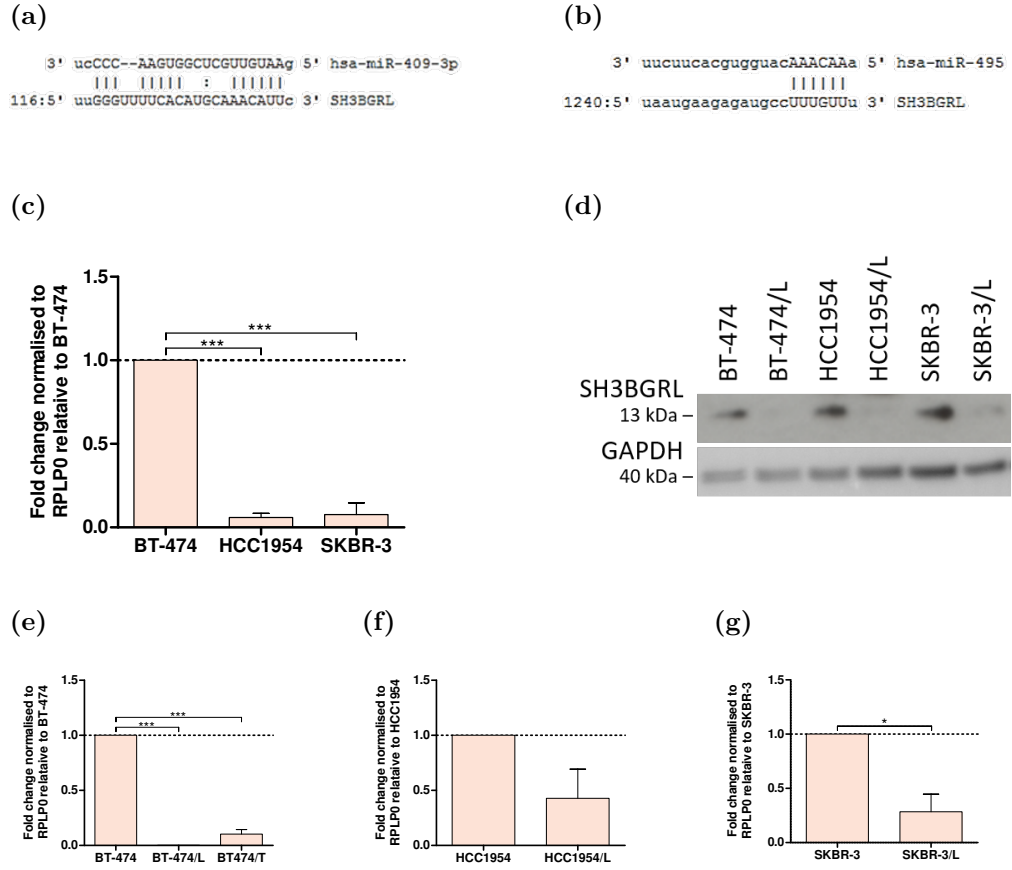 (a)
3' ucCCC--AAGUGGCUCGUUGUAAg 5' hsa-miR-409-3p
||| ||||| : ||||||
116:5' uuGGGUUUUCACAUGCAAACAUUc 3' SH3BGRL
(b)
3' uucuucacgugguacAAACAAa 5' hsa-miR-495
||||||
1240:5' uaaugaagagaugccUUUGUUu 3' SH3BGRL
(c)
Fold change normalised to
RPLP0 relataive to BT-474
1.5
1.0
0.5
0.0
***
***
BT-474 HCC1954 SKBR-3
(d)
BT-474
BT-474/L
HCC1954
HCC1954/L
SKBR-3
SKBR-3/L
SH3BGRL
13 kDa –
GAPDH
40 kDa –
(e)
Fold change normalised to
RPLP0 relataive to BT-474
1.5
1.0
0.5
0.0
***
***
BT-474 BT-474/L BT474/T
(f)
Fold change normalised to
RPLP0 relataive to HCC1954
1.5
1.0
0.5
0.0
HCC1954 HCC1954/L
(g)
Fold change normalised to
RPLP0 relataive to SKBR-3
1.5
1.0
0.5
0.0
*
SKBR-3 SKBR-3/L